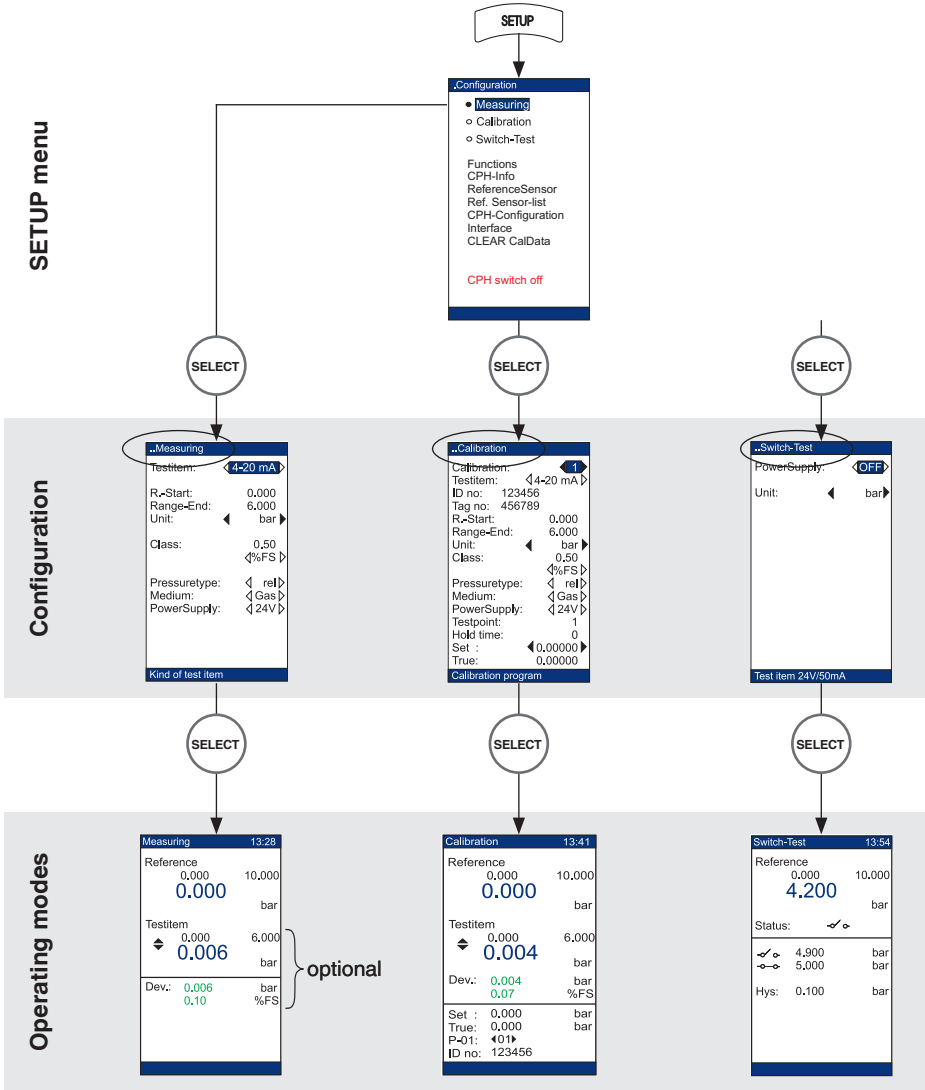 SETUP
SETUP menu
.Configuration
Measuring
Calibration
Switch-Test
Functions
CPH-Info
ReferenceSensor
Ref. Sensor-list
CPH-Configuration
Interface
CLEAR CalData
CPH switch off
SELECT
SELECT
SELECT
Configuration
..Measuring
Testitem: 4-20 mA
R.-Start: 0.000
Range-End: 6.000
Unit: bar
Class: 0.50
%FS
Pressuretype: rel
Medium: Gas
PowerSupply: 24V
Kind of test item
..Calibration
Calibration: 1
Testitem: 4-20 mA
ID no: 123456
Tag no: 456789
R.-Start: 0.000
Range-End: 6.000
Unit: bar
Class: 0.50
%FS
Pressuretype: rel
Medium: Gas
PowerSupply: 24V
Testpoint: 1
Hold time: 0
Set : 0.00000
True: 0.00000
Calibration program
..Switch-Test
PowerSupply: OFF
Unit: bar
Test item 24V/50mA
SELECT
SELECT
SELECT
Operating modes
Measuring 13:28
Reference
0.000 10.000
0.000
bar
Testitem
0.000 6.000
0.006
bar
Dev.: 0.006 bar
0.10 %FS
optional
Calibration 13:41
Reference
0.000 10.000
0.000
bar
Testitem
0.000 6.000
0.004
bar
Dev.: 0.004 bar
0.07 %FS
Set : 0.000 bar
True: 0.000 bar
P-01: 01
ID no: 123456
Switch-Test 13:54
Reference
0.000 10.000
4.200
bar
Status:
4.900 bar
5.000 bar
Hys: 0.100 bar